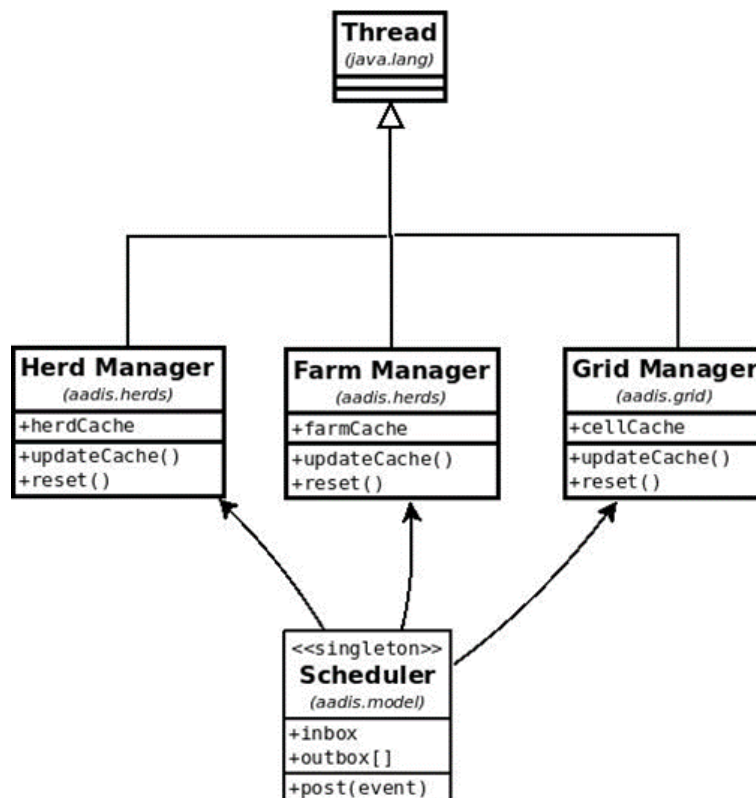 Thread
(java.lang)
Herd Manager
(aadis.herds)
+herdCache
+updateCache()
+reset()
Farm Manager
(aadis.herds)
+farmCache
+updateCache()
+reset()
Grid Manager
(aadis.grid)
+cellCache
+updateCache()
+reset()
<<singleton>>
Scheduler
(aadis.model)
+inbox
+outbox[]
+post(event)